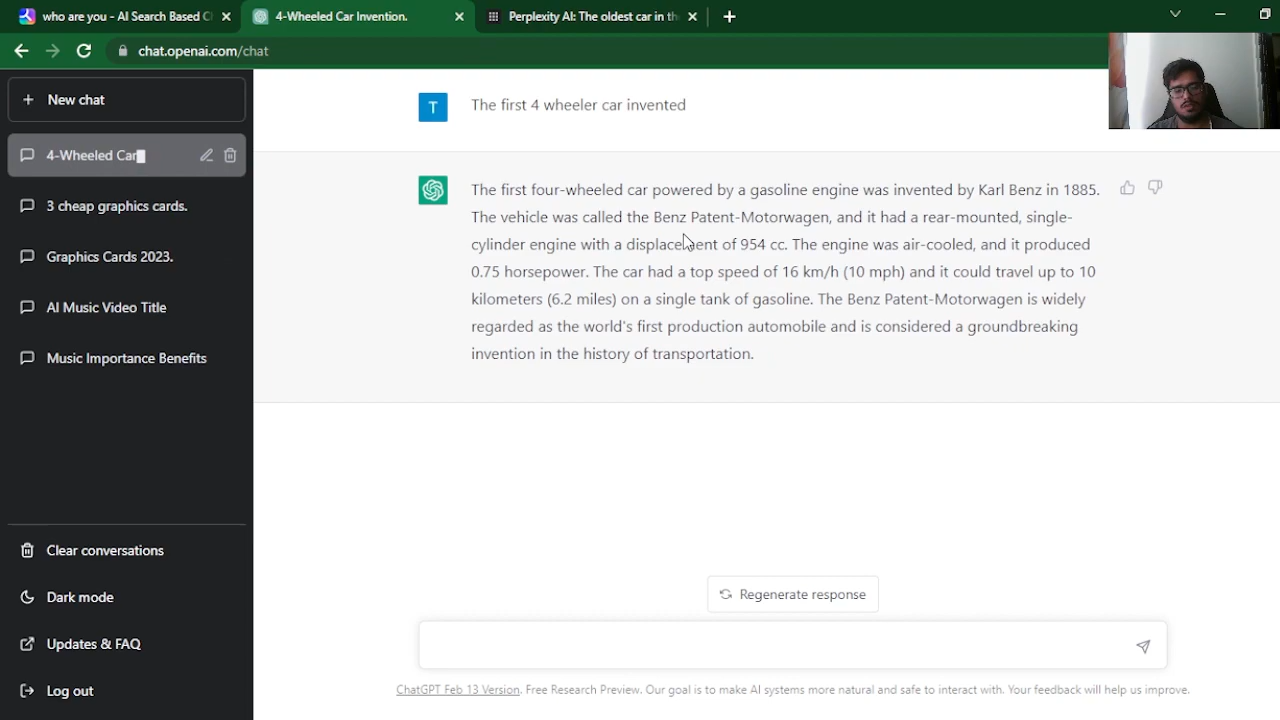 who are you - AI Search Based C
4-Wheeled Car Invention.
Perplexity AI: The oldest car in th
chat.openai.com/chat
New chat
4-Wheeled Car
3 cheap graphics cards.
Graphics Cards 2023.
AI Music Video Title
Music Importance Benefits
Clear conversations
Dark mode
Updates & FAQ
Log out
T
The first 4 wheeler car invented
The first four-wheeled car powered by a gasoline engine was invented by Karl Benz in 1885.
The vehicle was called the Benz Patent-Motorwagen, and it had a rear-mounted, single-
cylinder engine with a displacement of 954 cc. The engine was air-cooled, and it produced
0.75 horsepower. The car had a top speed of 16 km/h (10 mph) and it could travel up to 10
kilometers (6.2 miles) on a single tank of gasoline. The Benz Patent-Motorwagen is widely
regarded as the world's first production automobile and is considered a groundbreaking
invention in the history of transportation.
Regenerate response
ChatGPT Feb 13 Version. Free Research Preview. Our goal is to make AI systems more natural and safe to interact with. Your feedback will help us improve.